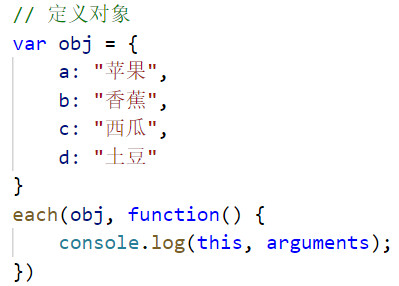 // 定义对象
var obj = {
    a: "苹果",
    b: "香蕉",
    c: "西瓜",
    d: "土豆"
}
each(obj, function() {
    console.log(this, arguments);
})